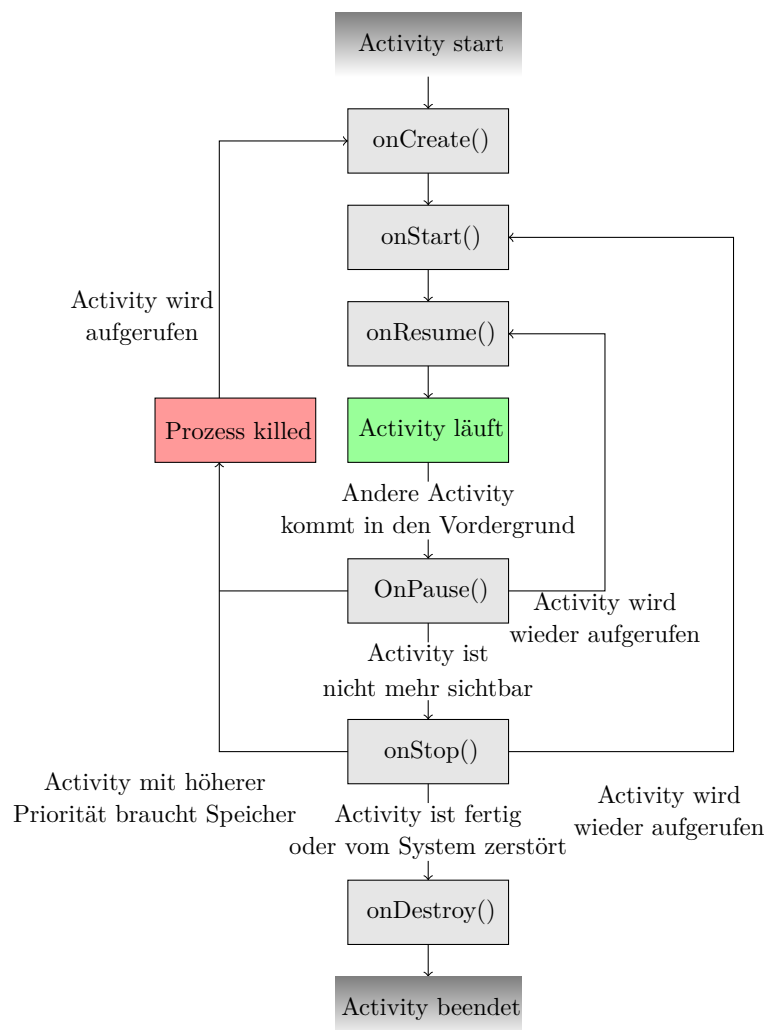 Activity start
onCreate()
onStart()
Activity wird
aufgerufen
onResume()
Prozess killed
Activity läuft
Andere Activity
kommt in den Vordergrund
OnPause()
Activity wird
wieder aufgerufen
Activity ist
nicht mehr sichtbar
onStop()
Activity mit höherer
Priorität braucht Speicher
Activity ist fertig
oder vom System zerstört
Activity wird
wieder aufgerufen
onDestroy()
Activity beendet